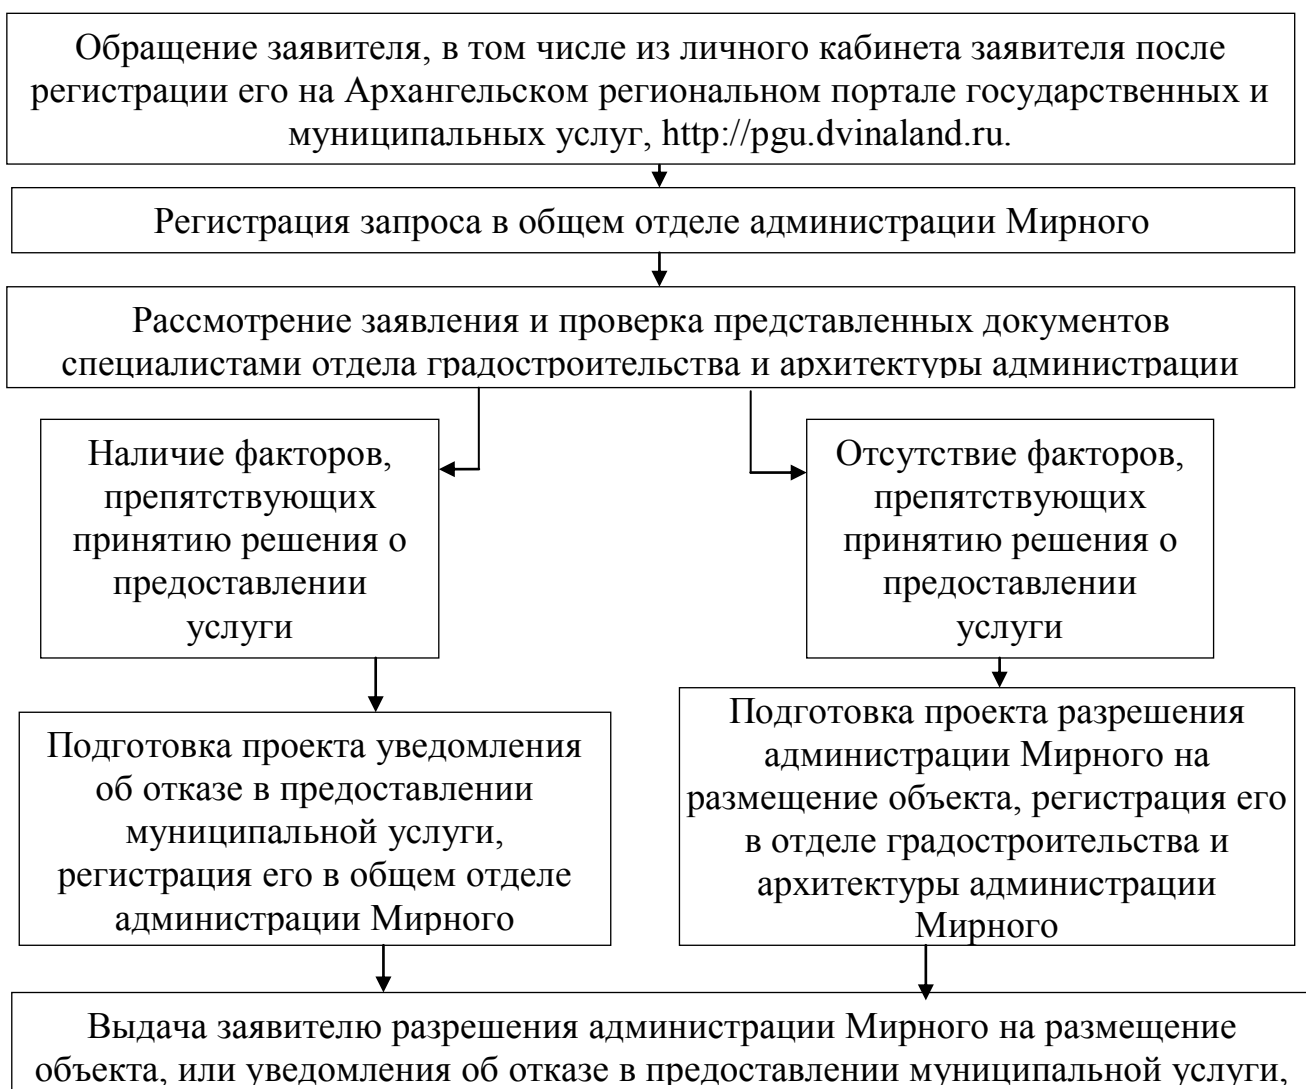 Обращение заявителя, в том числе из личного кабинета заявителя после
регистрации его на Архангельском региональном портале государственных и
муниципальных услуг, http://pgu.dvinaland.ru.
Регистрация запроса в общем отделе администрации Мирного
Рассмотрение заявления и проверка представленных документов
специалистами отдела градостроительства и архитектуры администрации
Наличие факторов,
препятствующих
принятию решения о
предоставлении
услуги
Отсутствие факторов,
препятствующих
принятию решения о
предоставлении
услуги
Подготовка проекта уведомления
об отказе в предоставлении
муниципальной услуги,
регистрация его в общем отделе
администрации Мирного
Подготовка проекта разрешения
администрации Мирного на
размещение объекта, регистрация его
в отделе градостроительства и
архитектуры администрации
Мирного
Выдача заявителю разрешения администрации Мирного на размещение
объекта, или уведомления об отказе в предоставлении муниципальной услуги,